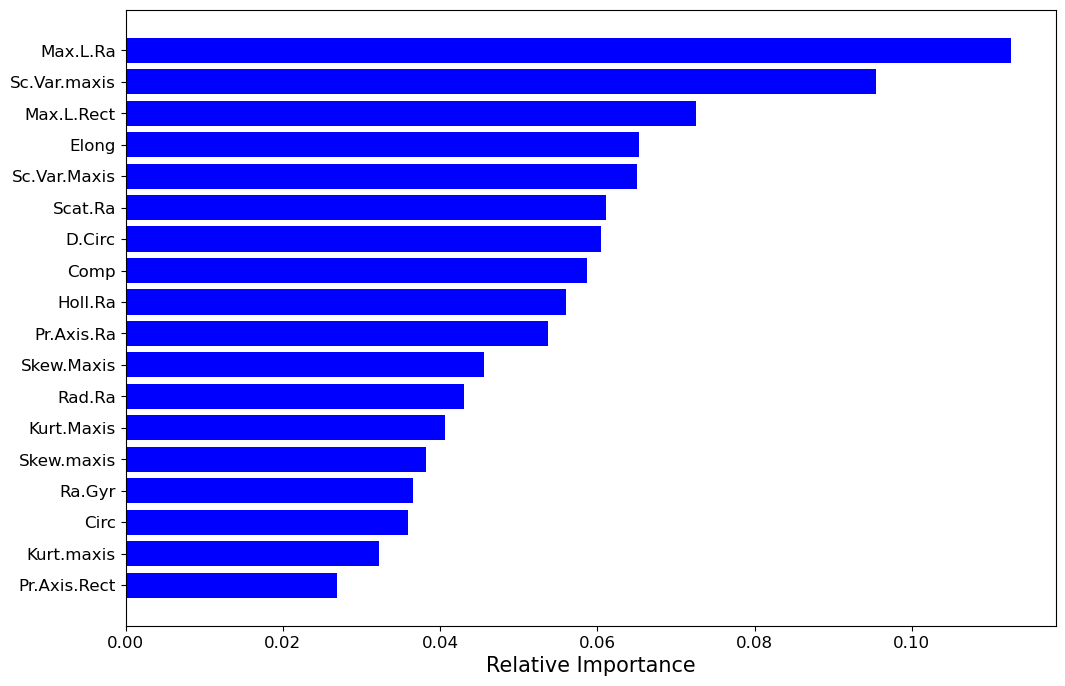 Max.L.Ra
Sc.Var.maxis
Max.L.Rect
Elong
Sc.Var.Maxis
Scat.Ra
D.Circ
Comp
Holl.Ra
Pr.Axis.Ra
Skew.Maxis
Rad.Ra
Kurt.Maxis
Skew.maxis
Ra.Gyr
Circ
Kurt.maxis
Pr.Axis.Rect
0.00 0.02 0.04 0.06 0.08 0.10
Relative Importance